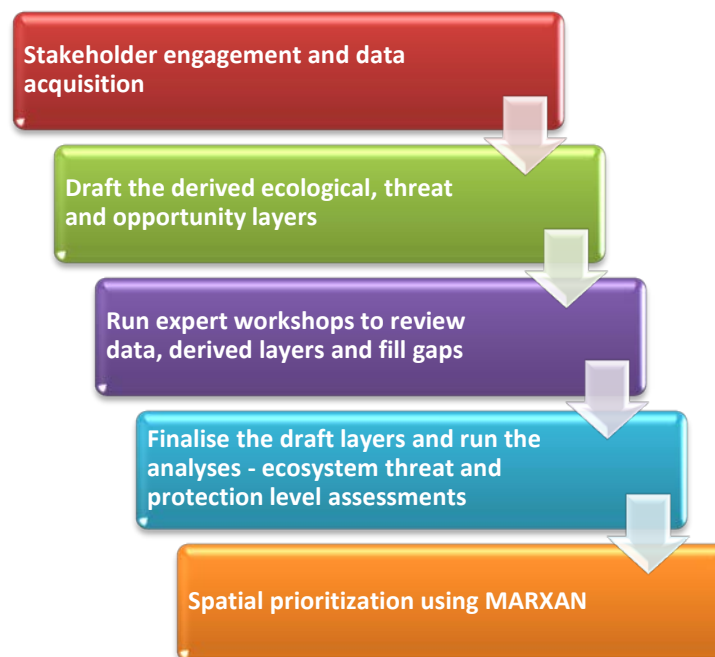 Stakeholder engagement and data
acquisition
Draft the derived ecological, threat
and opportunity layers
Run expert workshops to review
data, derived layers and fill gaps
Finalise the draft layers and run the
analyses - ecosystem threat and
protection level assessments
Spatial prioritization using MARXAN